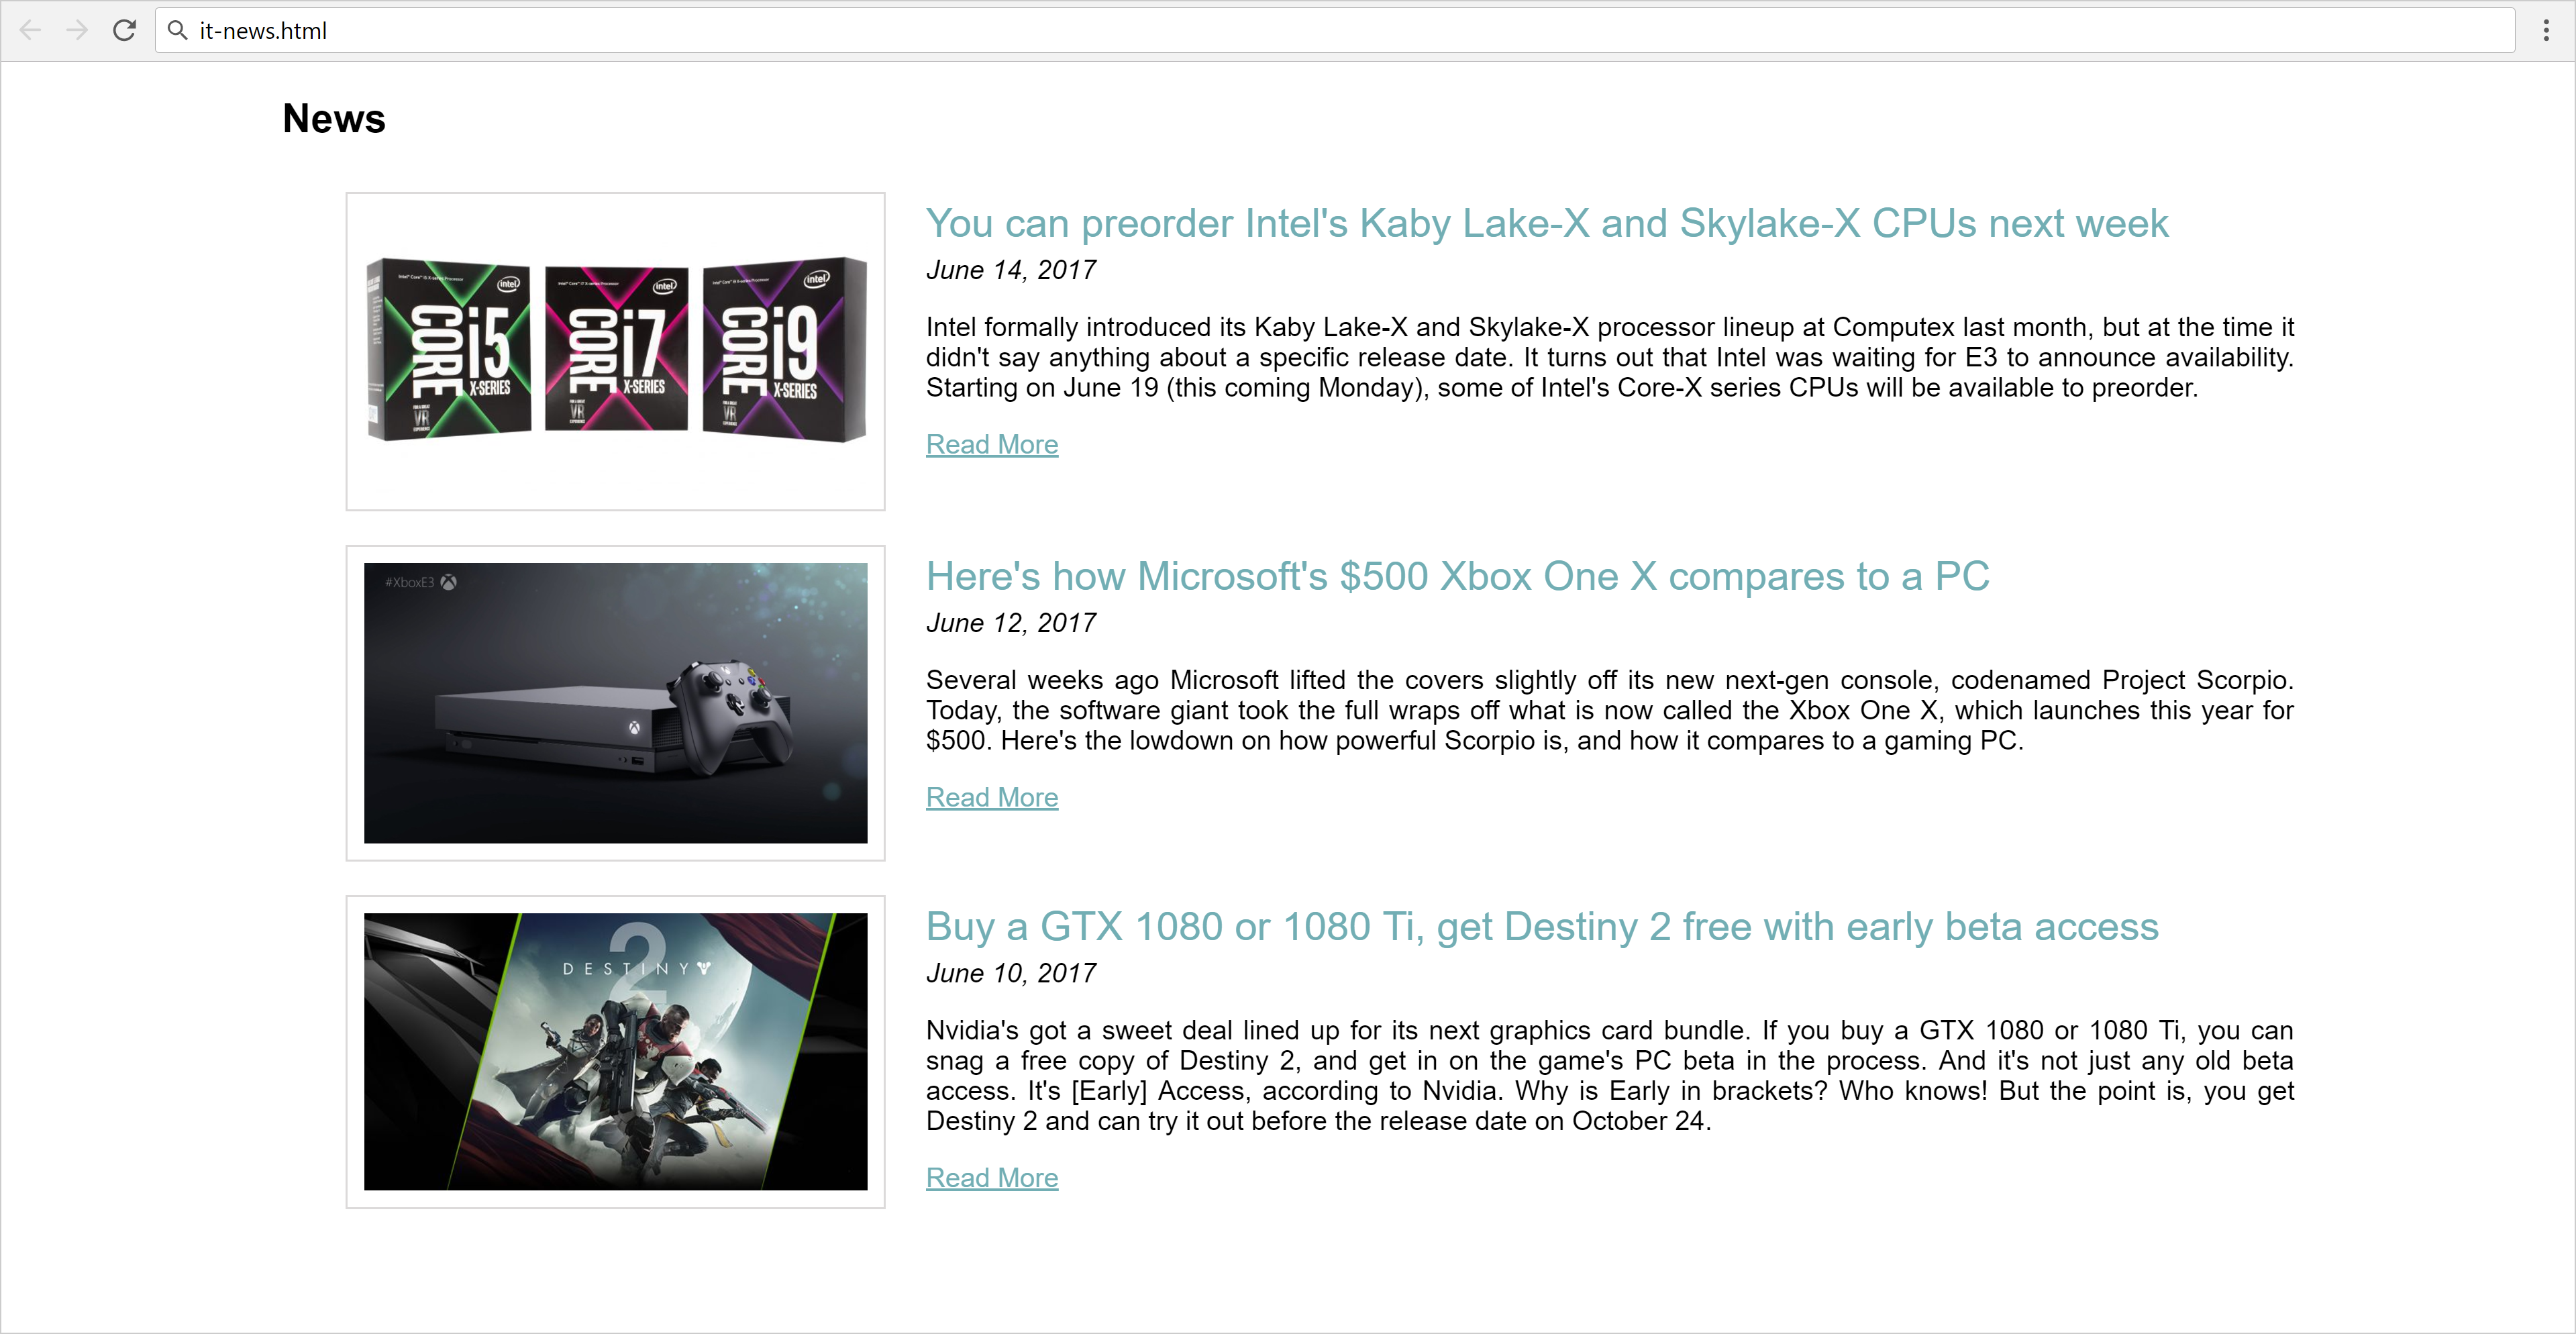 it-news.html
News
intel
CORE i5
X-SERIES
VR
intel
CORE i7
X-SERIES
VR
intel
CORE i9
X-SERIES
VR
You can preorder Intel's Kaby Lake-X and Skylake-X CPUs next week
June 14, 2017
Intel formally introduced its Kaby Lake-X and Skylake-X processor lineup at Computex last month, but at the time it
didn't say anything about a specific release date. It turns out that Intel was waiting for E3 to announce availability.
Starting on June 19 (this coming Monday), some of Intel's Core-X series CPUs will be available to preorder.
Read More
#XboxE3
Here's how Microsoft's $500 Xbox One X compares to a PC
June 12, 2017
Several weeks ago Microsoft lifted the covers slightly off its new next-gen console, codenamed Project Scorpio.
Today, the software giant took the full wraps off what is now called the Xbox One X, which launches this year for
$500. Here's the lowdown on how powerful Scorpio is, and how it compares to a gaming PC.
Read More
2
DESTINY
Buy a GTX 1080 or 1080 Ti, get Destiny 2 free with early beta access
June 10, 2017
Nvidia's got a sweet deal lined up for its next graphics card bundle. If you buy a GTX 1080 or 1080 Ti, you can
snag a free copy of Destiny 2, and get in on the game's PC beta in the process. And it's not just any old beta
access. It's [Early] Access, according to Nvidia. Why is Early in brackets? Who knows! But the point is, you get
Destiny 2 and can try it out before the release date on October 24.
Read More